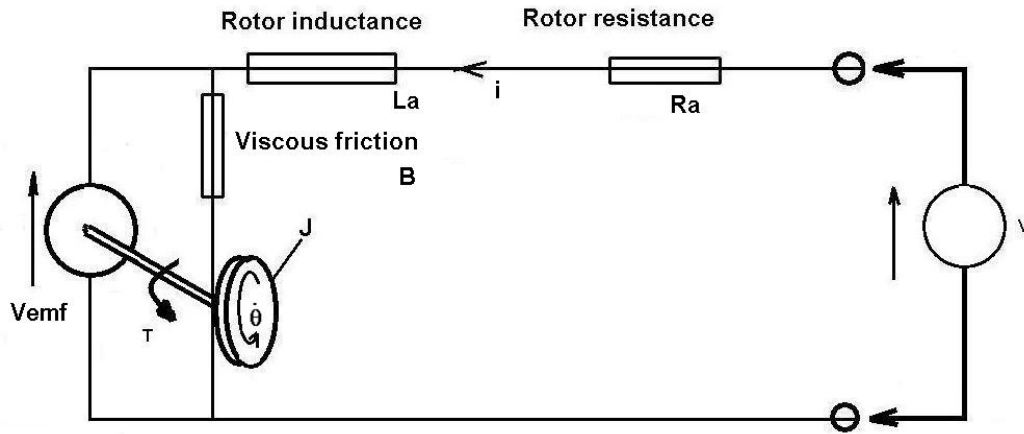 Rotor inductance
Rotor resistance
La
i
Ra
Viscous friction
B
J
Vemf
T
θ̇
V